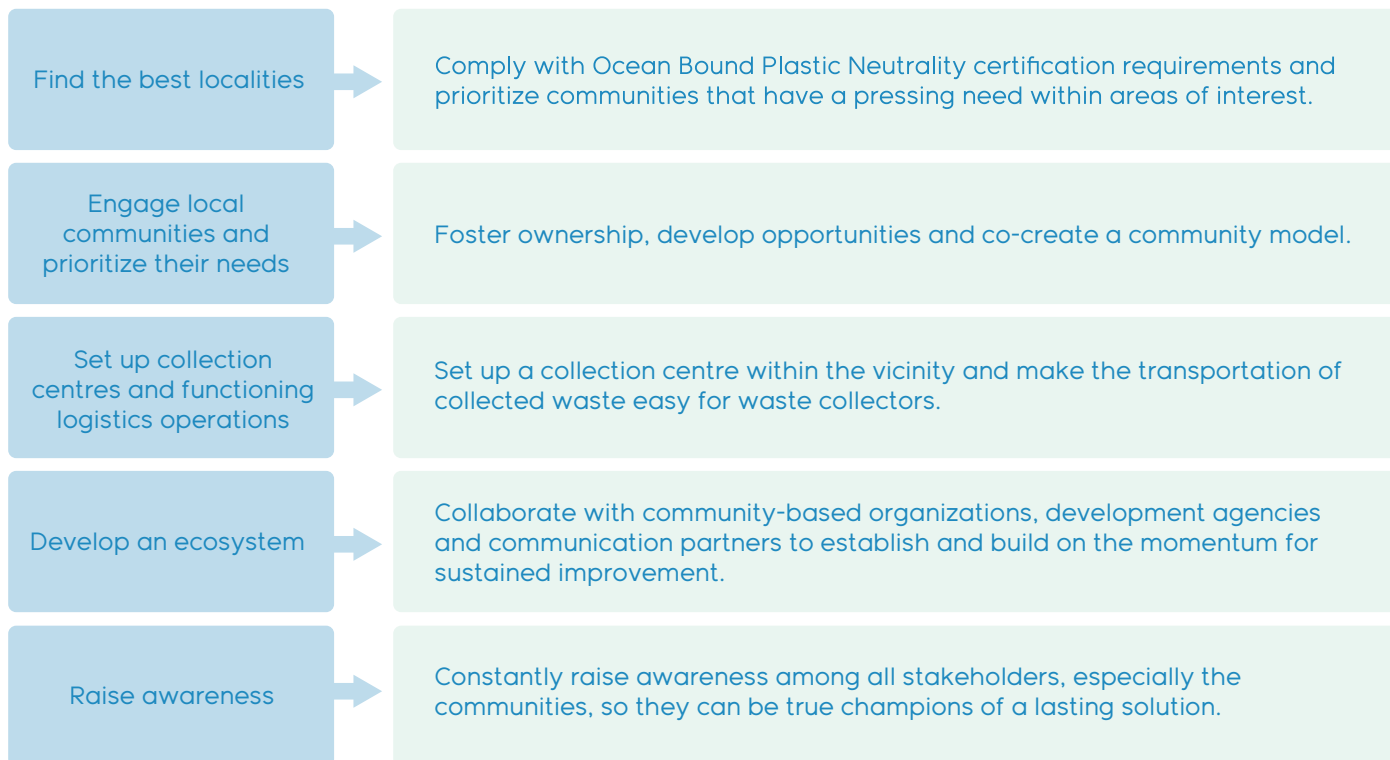 Find the best localities
Comply with Ocean Bound Plastic Neutrality certification requirements and
prioritize communities that have a pressing need within areas of interest.
Engage local
communities and
prioritize their needs
Foster ownership, develop opportunities and co-create a community model.
Set up collection
centres and functioning
logistics operations
Set up a collection centre within the vicinity and make the transportation of
collected waste easy for waste collectors.
Develop an ecosystem
Collaborate with community-based organizations, development agencies
and communication partners to establish and build on the momentum for
sustained improvement.
Raise awareness
Constantly raise awareness among all stakeholders, especially the
communities, so they can be true champions of a lasting solution.